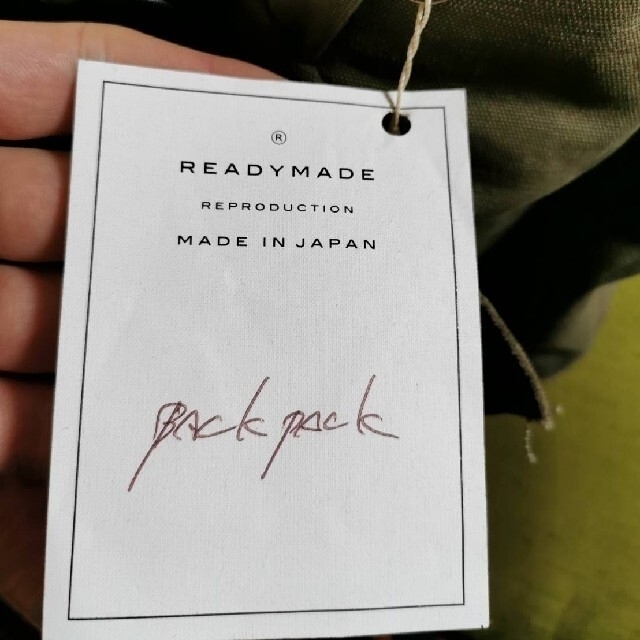 ®
READYMADE
REPRODUCTION
MADE IN JAPAN
BACk pACk